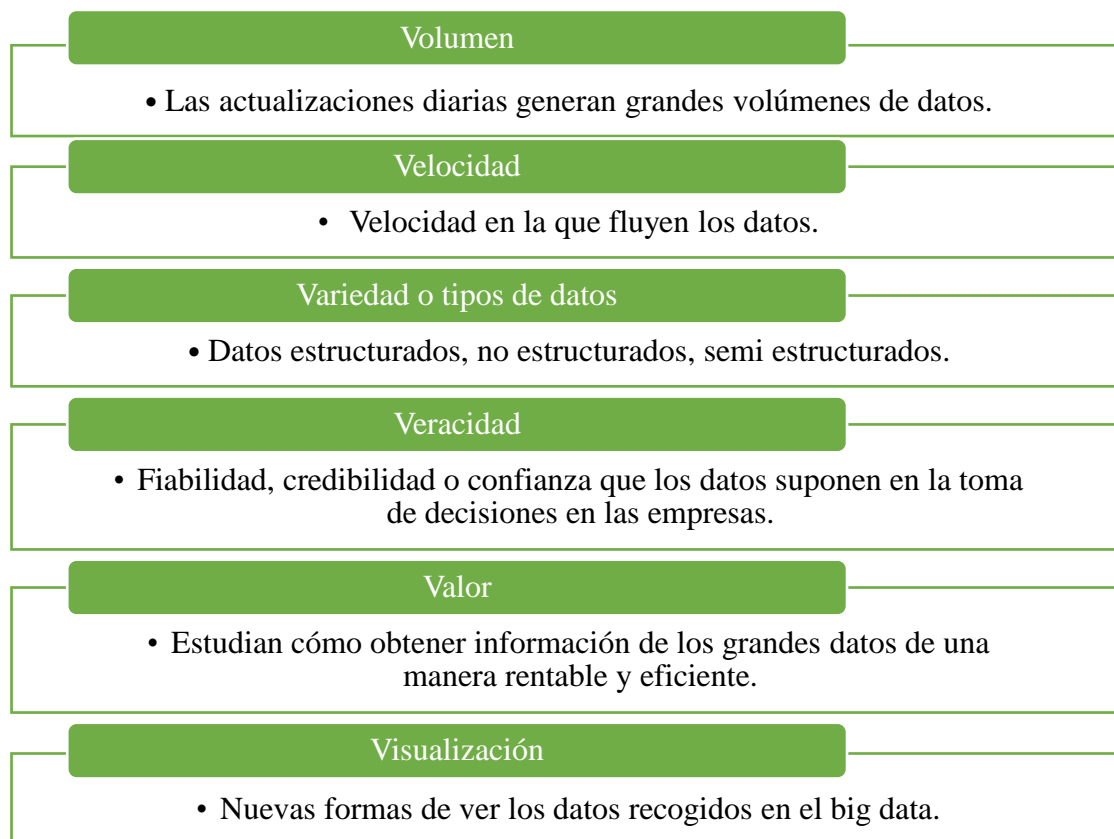 Volumen
• Las actualizaciones diarias generan grandes volúmenes de datos.
Velocidad
• Velocidad en la que fluyen los datos.
Variedad o tipos de datos
• Datos estructurados, no estructurados, semi estructurados.
Veracidad
• Fiabilidad, credibilidad o confianza que los datos suponen en la toma
de decisiones en las empresas.
Valor
• Estudian cómo obtener información de los grandes datos de una
manera rentable y eficiente.
Visualización
• Nuevas formas de ver los datos recogidos en el big data.